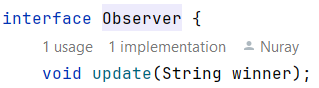 interface Observer {
1 usage 1 implementation Nuray
void update(String winner);